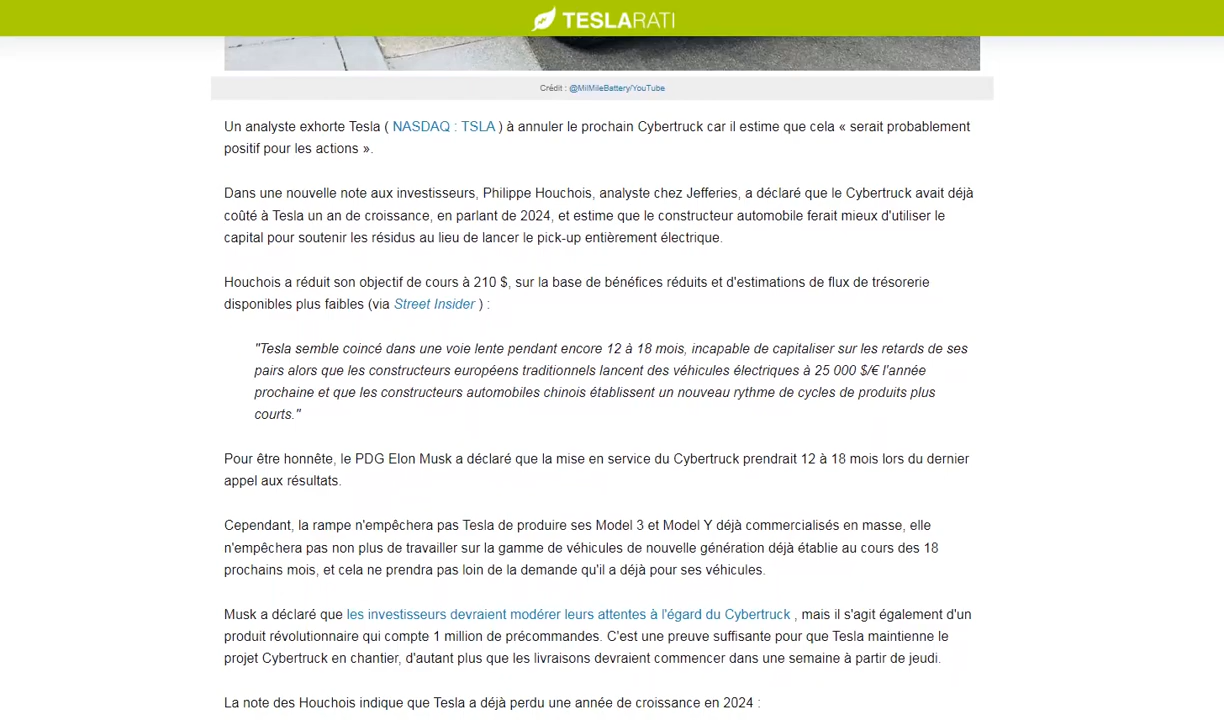 TESLARATI
Crédit : @MilMileBattery/YouTube
Un analyste exhorte Tesla ( NASDAQ : TSLA ) à annuler le prochain Cybertruck car il estime que cela « serait probablement
positif pour les actions ».
Dans une nouvelle note aux investisseurs, Philippe Houchois, analyste chez Jefferies, a déclaré que le Cybertruck avait déjà
coûté à Tesla un an de croissance, en parlant de 2024, et estime que le constructeur automobile ferait mieux d'utiliser le
capital pour soutenir les résidus au lieu de lancer le pick-up entièrement électrique.
Houchois a réduit son objectif de cours à 210 $, sur la base de bénéfices réduits et d'estimations de flux de trésorerie
disponibles plus faibles (via Street Insider ) :
"Tesla semble coincé dans une voie lente pendant encore 12 à 18 mois, incapable de capitaliser sur les retards de ses
pairs alors que les constructeurs européens traditionnels lancent des véhicules électriques à 25 000 $/€ l'année
prochaine et que les constructeurs automobiles chinois établissent un nouveau rythme de cycles de produits plus
courts."
Pour être honnête, le PDG Elon Musk a déclaré que la mise en service du Cybertruck prendrait 12 à 18 mois lors du dernier
appel aux résultats.
Cependant, la rampe n'empêchera pas Tesla de produire ses Model 3 et Model Y déjà commercialisés en masse, elle
n'empêchera pas non plus de travailler sur la gamme de véhicules de nouvelle génération déjà établie au cours des 18
prochains mois, et cela ne prendra pas loin de la demande qu'il a déjà pour ses véhicules.
Musk a déclaré que les investisseurs devraient modérer leurs attentes à l'égard du Cybertruck , mais il s'agit également d'un
produit révolutionnaire qui compte 1 million de précommandes. C'est une preuve suffisante pour que Tesla maintienne le
projet Cybertruck en chantier, d'autant plus que les livraisons devraient commencer dans une semaine à partir de jeudi.
La note des Houchois indique que Tesla a déjà perdu une année de croissance en 2024 :